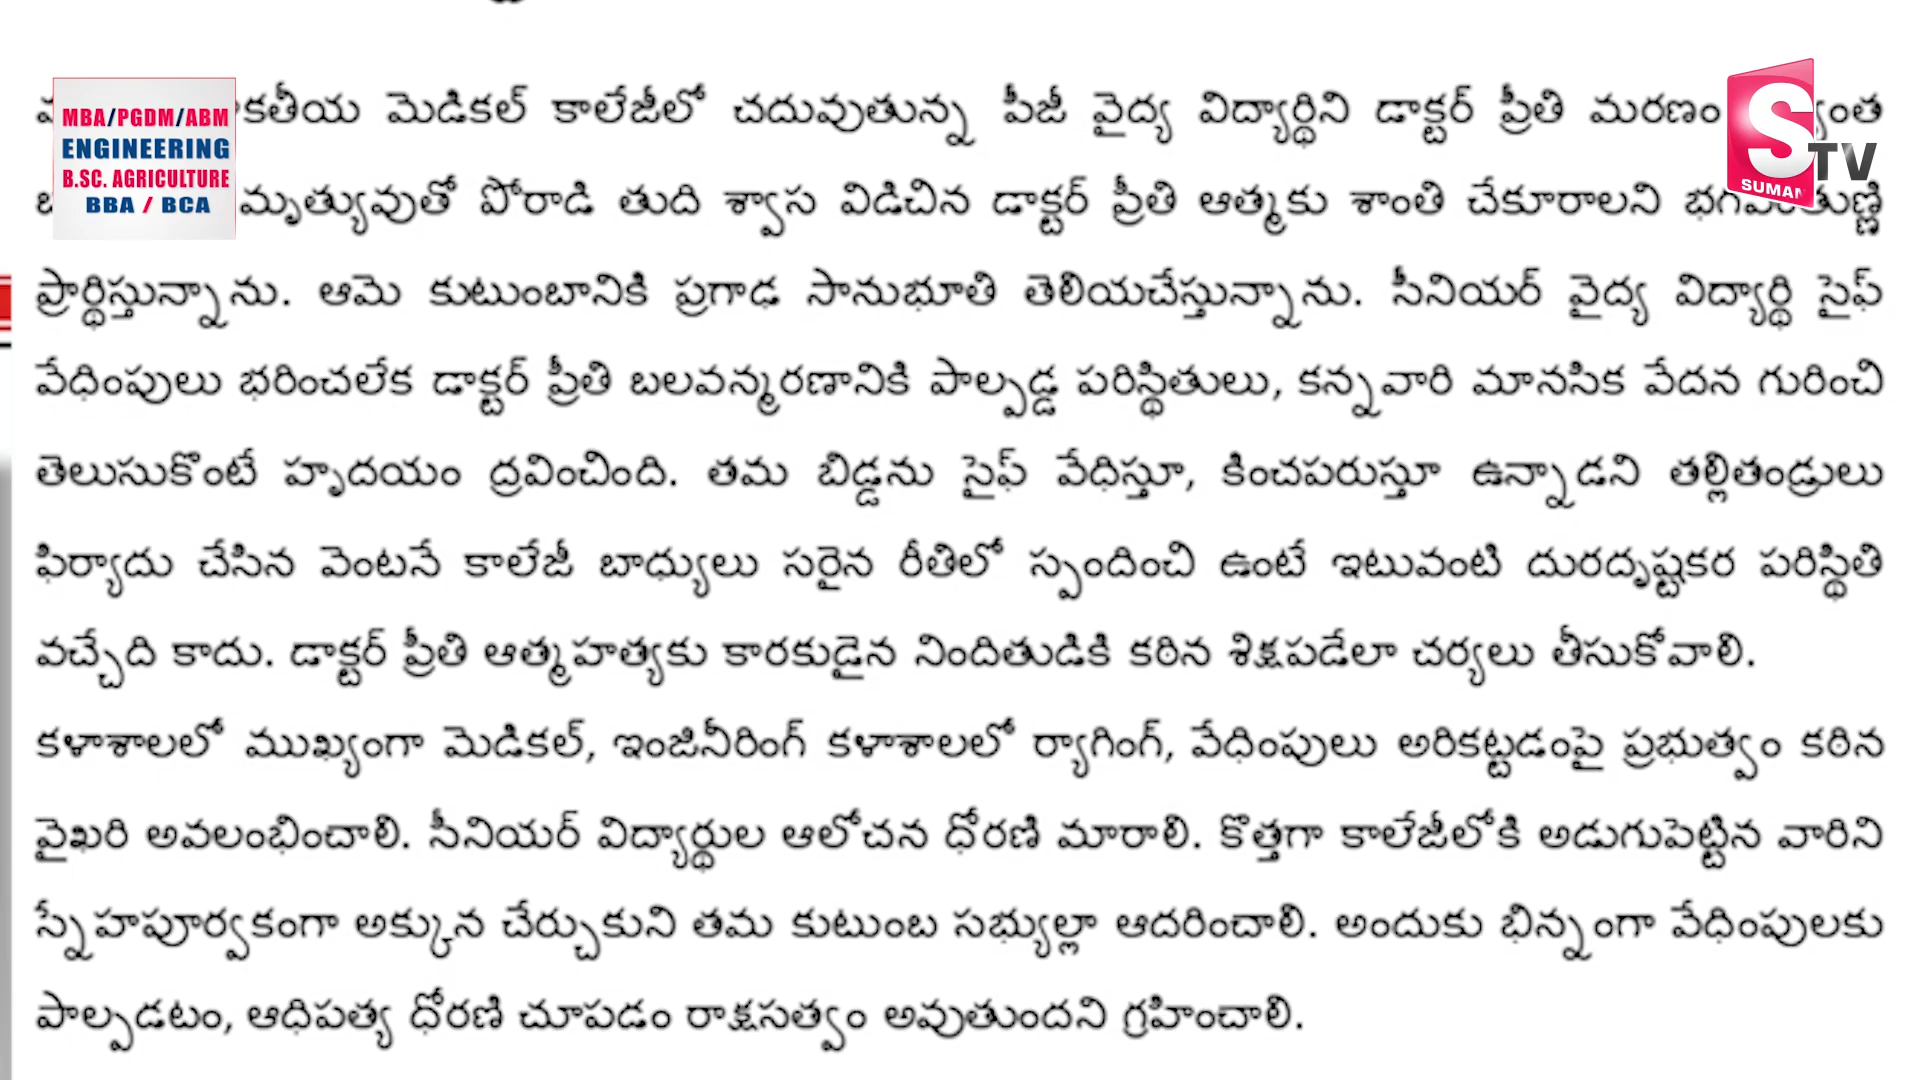 MBA/PGDM/ABM
ENGINEERING
B.SC. AGRICULTURE
BBA / BCA
S
TV
SUMAN
మెడికల్ కాలేజీలో చదువుతున్న పీజీ వైద్య విద్యార్థిని డాక్టర్ ప్రీతి మరణం
మృత్యువుతో పోరాడి తుది శ్వాస విడిచిన డాక్టర్ ప్రీతి ఆత్మకు శాంతి చేకూరాలని
ప్రార్థిస్తున్నాను. ఆమె కుటుంబానికి ప్రగాఢ సానుభూతి తెలియచేస్తున్నాను. సీనియర్ వైద్య విద్యార్థి సైఫ్
వేధింపులు భరించలేక డాక్టర్ ప్రీతి బలవన్మరణానికి పాల్పడ్డ పరిస్థితులు, కన్నవారి మానసిక వేదన గురించి
తెలుసుకొంటే హృదయం ద్రవించింది. తమ బిడ్డను సైఫ్ వేధిస్తూ, కించపరుస్తూ ఉన్నాడని తల్లితండ్రులు
ఫిర్యాదు చేసిన వెంటనే కాలేజీ బాధ్యులు సరైన రీతిలో స్పందించి ఉంటే ఇటువంటి దురదృష్టకర పరిస్థితి
వచ్చేది కాదు. డాక్టర్ ప్రీతి ఆత్మహత్యకు కారకుడైన నిందితుడికి కఠిన శిక్షపడేలా చర్యలు తీసుకోవాలి.
కళాశాలలో ముఖ్యంగా మెడికల్, ఇంజినీరింగ్ కళాశాలలో ర్యాగింగ్, వేధింపులు అరికట్టడంపై ప్రభుత్వం కఠిన
వైఖరి అవలంభించాలి. సీనియర్ విద్యార్థుల ఆలోచన ధోరణి మారాలి. కొత్తగా కాలేజీలోకి అడుగుపెట్టిన వారిని
స్నేహపూర్వకంగా అక్కున చేర్చుకుని తమ కుటుంబ సభ్యుల్లా ఆదరించాలి. అందుకు భిన్నంగా వేధింపులకు
పాల్పడటం, ఆధిపత్య ధోరణి చూపడం రాక్షసత్వం అవుతుందని గ్రహించాలి.